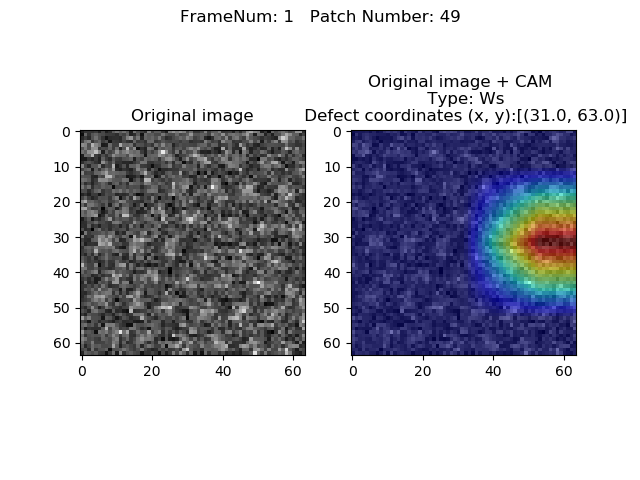 FrameNum: 1   Patch Number: 49
Original image
0
10
20
30
40
50
60
0 20 40 60
Original image + CAM
Type: Ws
Defect coordinates (x, y):[(31.0, 63.0)]
0
10
20
30
40
50
60
0 20 40 60